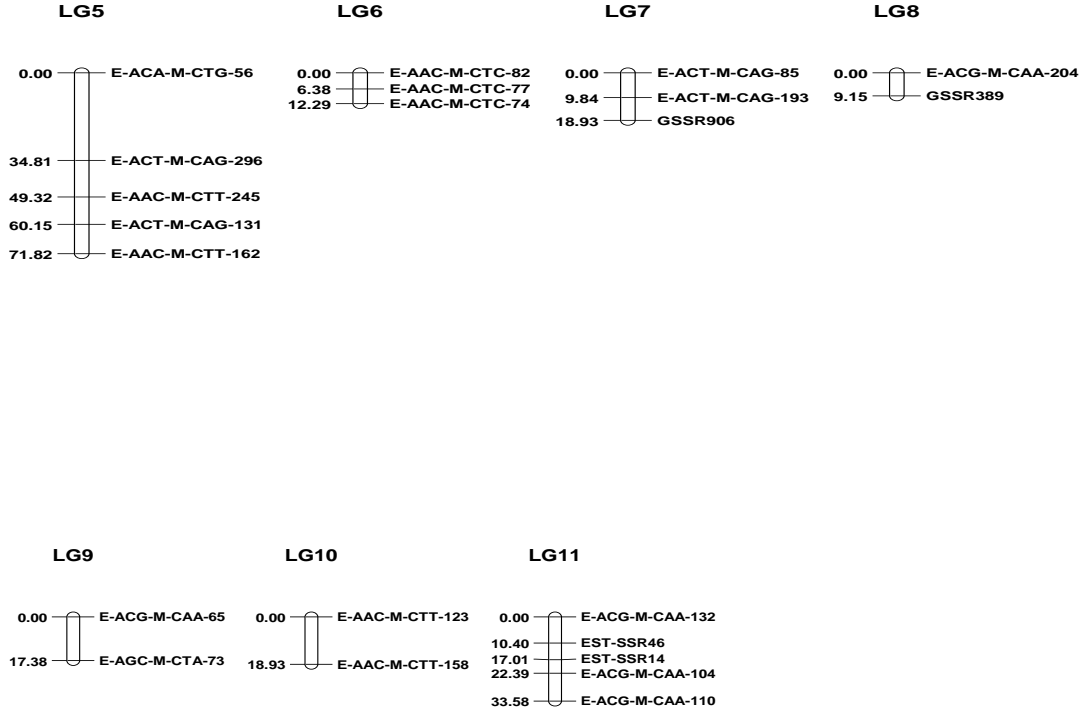 LG5 LG6 LG7 LG8
0.00 E-ACA-M-CTG-56
34.81 E-ACT-M-CAG-296
49.32 E-AAC-M-CTT-245
60.15 E-ACT-M-CAG-131
71.82 E-AAC-M-CTT-162
0.00 E-AAC-M-CTC-82
6.38 E-AAC-M-CTC-77
12.29 E-AAC-M-CTC-74
0.00 E-ACT-M-CAG-85
9.84 E-ACT-M-CAG-193
18.93 GSSR906
0.00 E-ACG-M-CAA-204
9.15 GSSR389
LG9 LG10 LG11
0.00 E-ACG-M-CAA-65
17.38 E-AGC-M-CTA-73
0.00 E-AAC-M-CTT-123
18.93 E-AAC-M-CTT-158
0.00 E-ACG-M-CAA-132
10.40 EST-SSR46
17.01 EST-SSR14
22.39 E-ACG-M-CAA-104
33.58 E-ACG-M-CAA-110